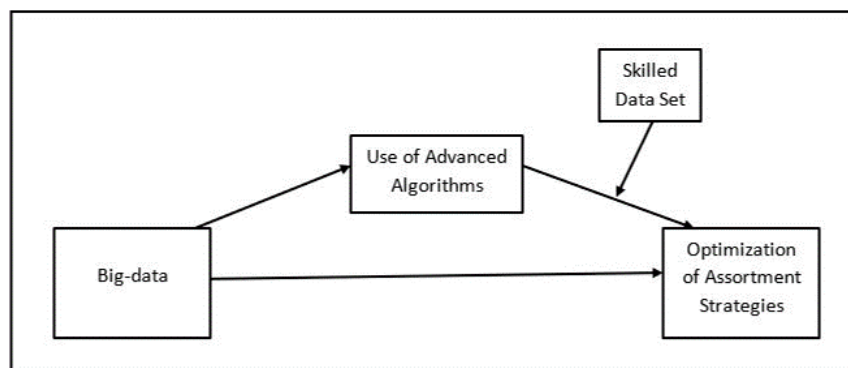 Skilled
Data Set
Use of Advanced
Algorithms
Big-data
Optimization
of Assortment
Strategies